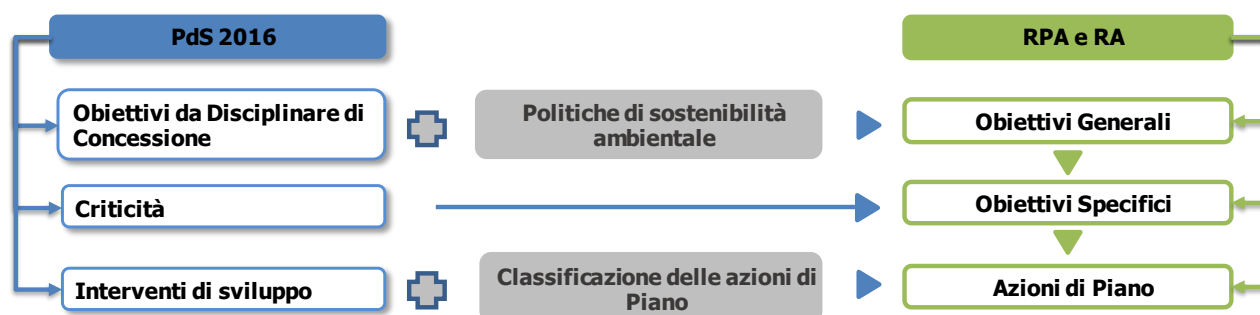 PdS 2016
RPA e RA
Obiettivi da Disciplinare di
Concessione
Politiche di sostenibilità
ambientale
Obiettivi Generali
Criticità
Obiettivi Specifici
Interventi di sviluppo
Classificazione delle azioni di
Piano
Azioni di Piano